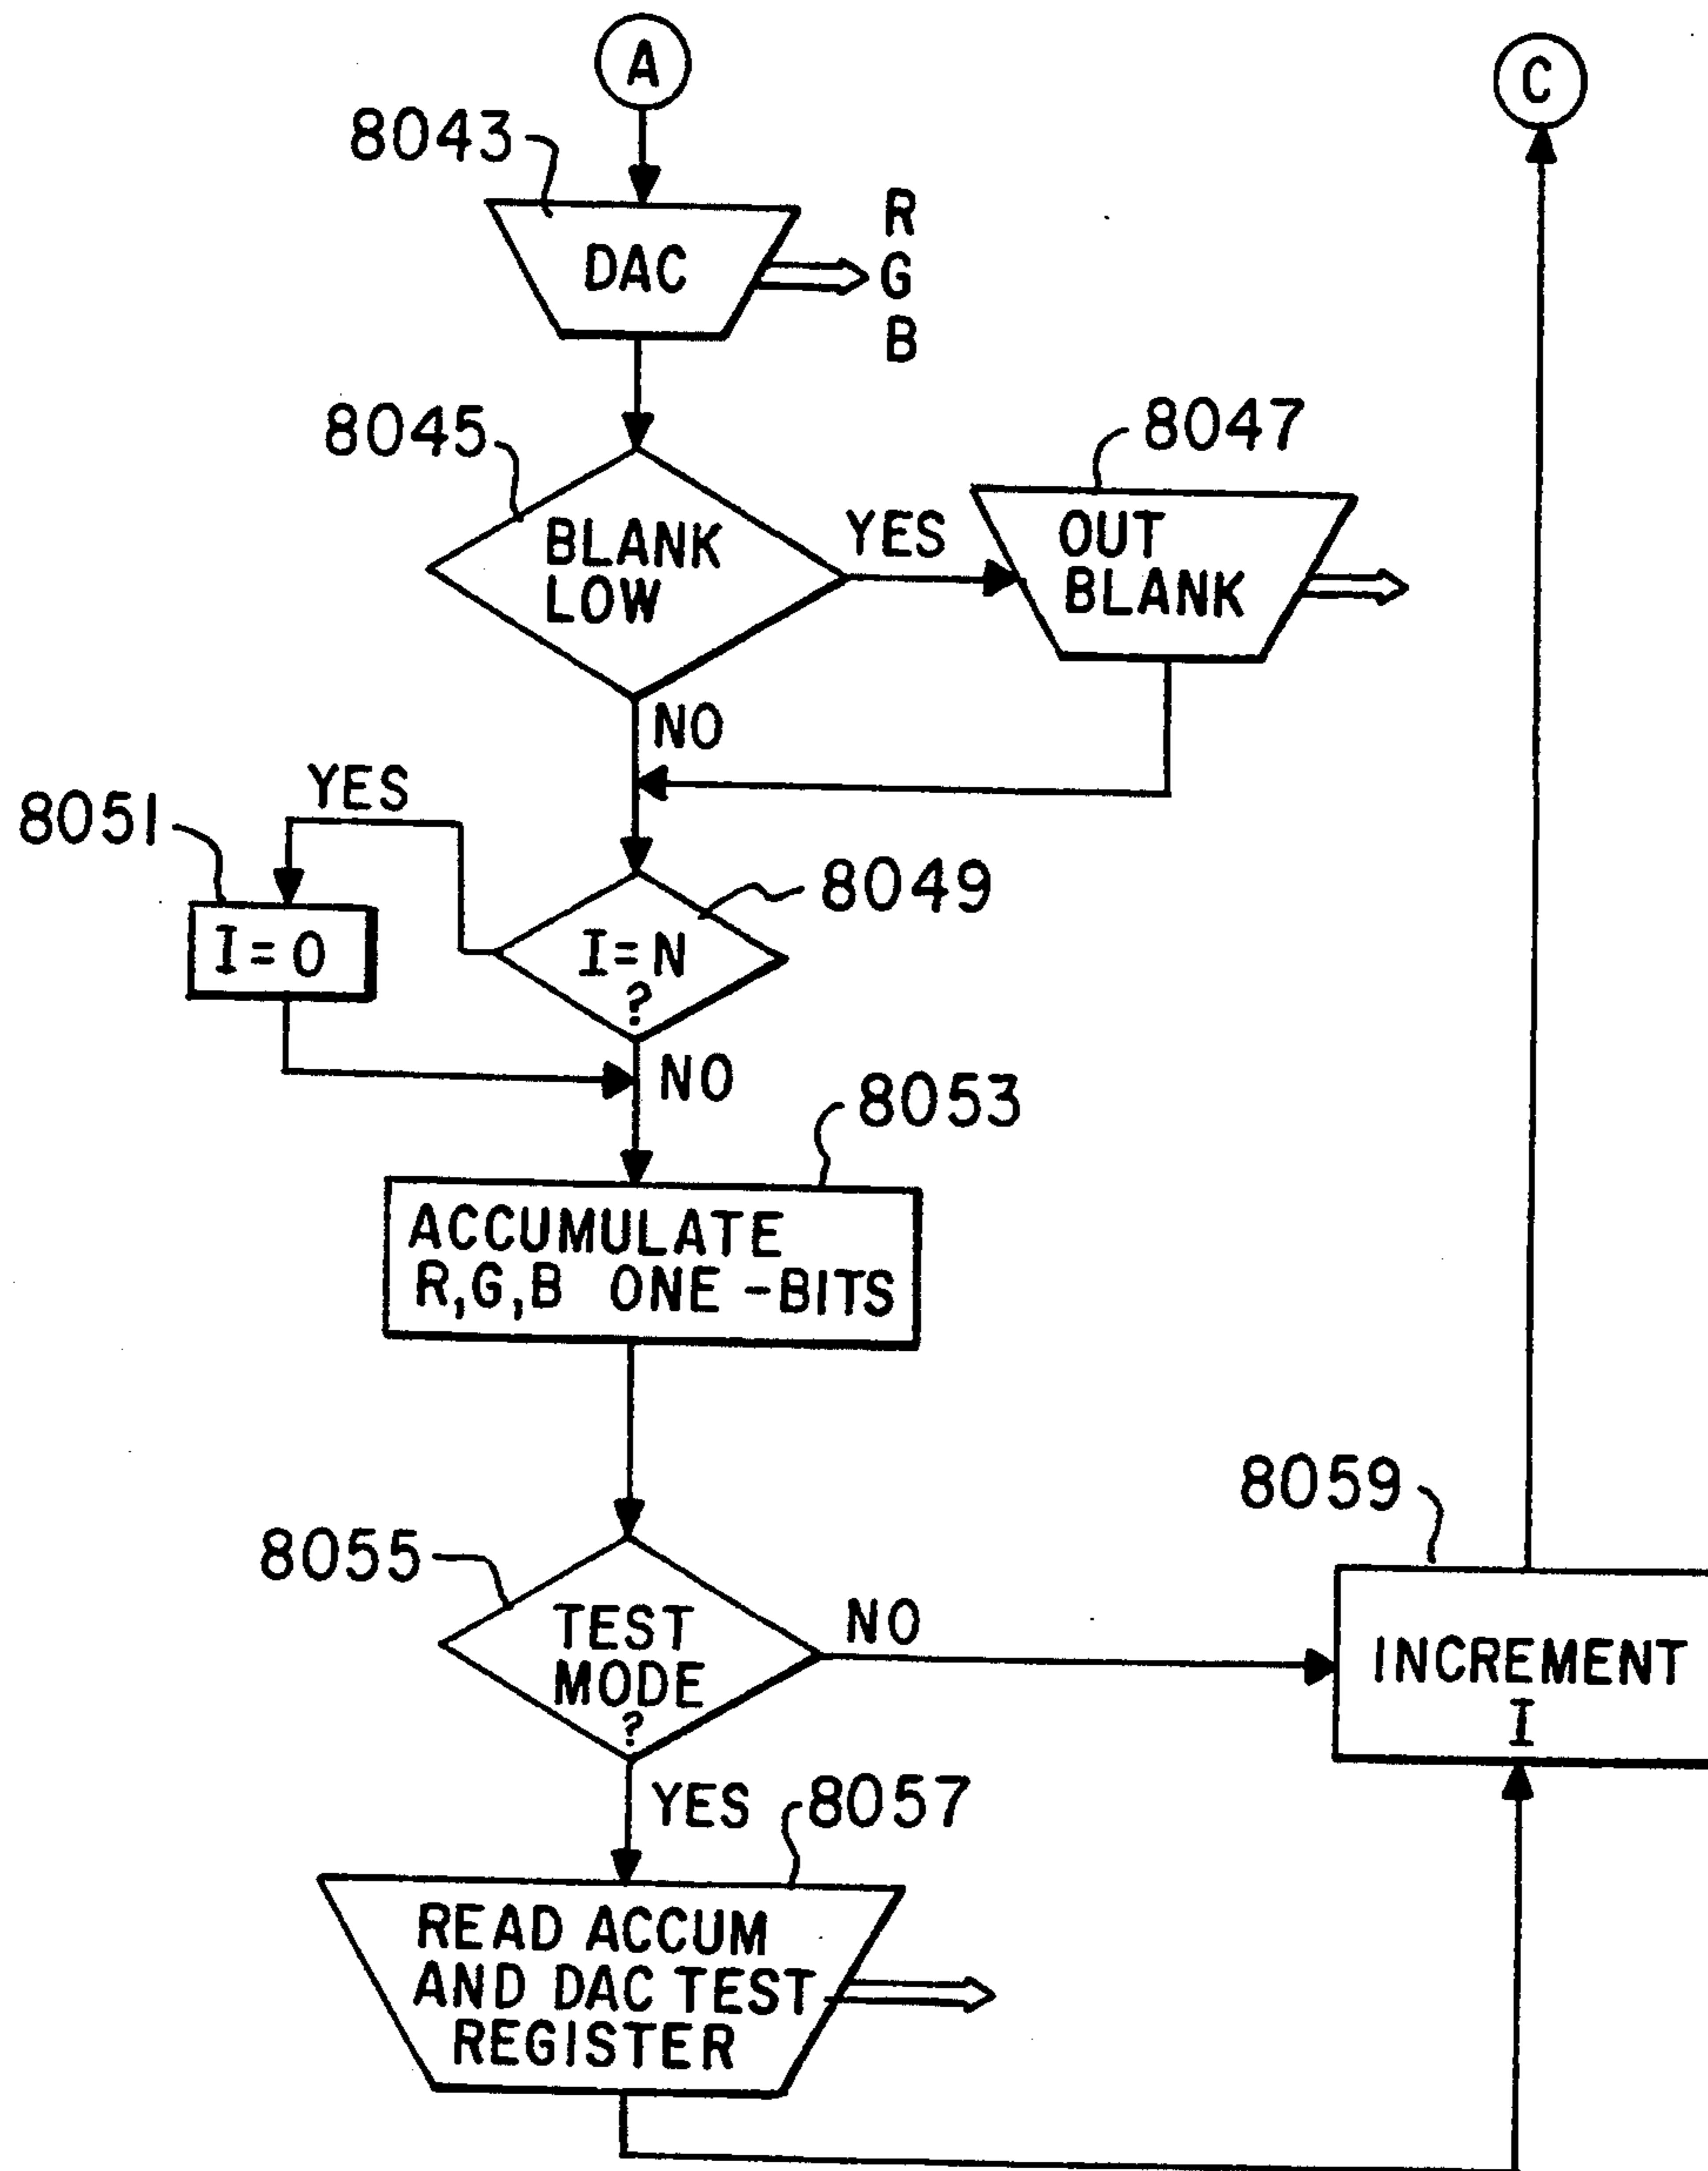 A
C
8043
DAC
R
G
B
8045
BLANK
LOW
YES
8047
OUT
BLANK
NO
YES
8051
I=0
8049
I=N
?
NO
8053
ACCUMULATE
R,G,B ONE-BITS
8055
TEST
MODE
?
NO
8059
INCREMENT
I
YES
8057
READ ACCUM
AND DAC TEST
REGISTER